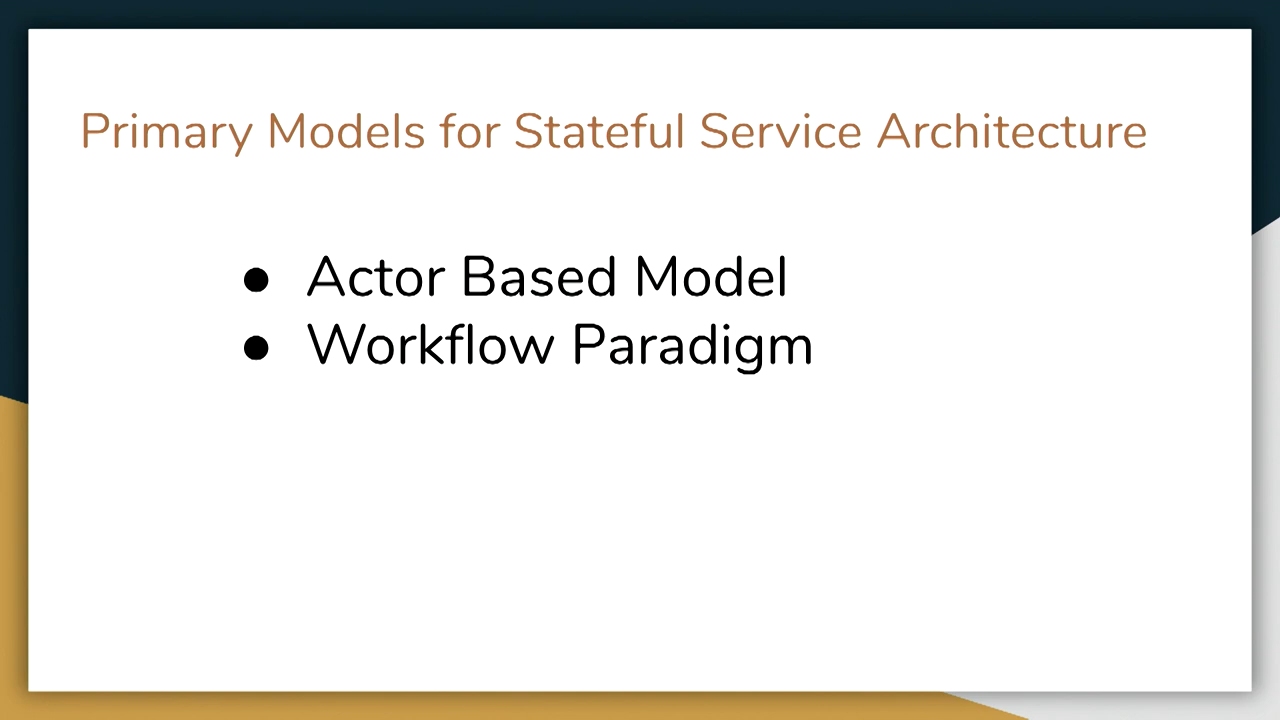 Primary Models for Stateful Service Architecture
● Actor Based Model
● Workflow Paradigm